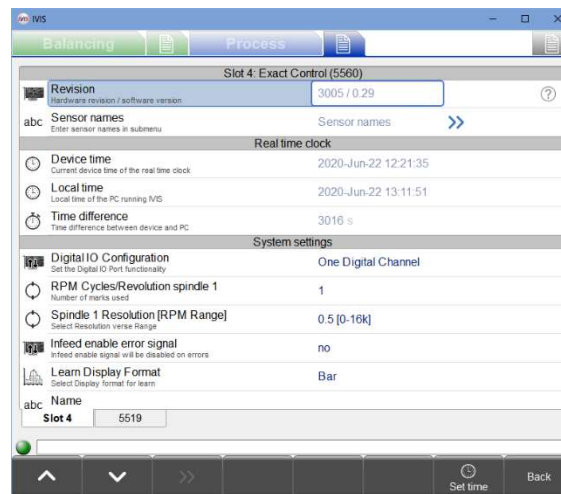 IVIS
Balancing
Process
Slot 4: Exact Control (5560)
Revision
3005 / 0.29
Hardware revision / software version
abc Sensor names
Sensor names
Enter sensor names in submenu
Real time clock
Device time
2020-Jun-22 12:21:35
Current device time of the real time clock
Local time
2020-Jun-22 13:11:51
Local time of the PC running IVIS
Time difference
3016 s
Time difference between device and PC
System settings
Digital IO Configuration
One Digital Channel
Set the Digital IO Port functionality
RPM Cycles/Revolution spindle 1
1
Number of marks used
Spindle 1 Resolution [RPM Range]
0.5 [0-16k]
Select Resolution verse Range
Infeed enable error signal
no
Infeed enable signal will be disabled on errors
Learn Display Format
Bar
Select Display format for learn
abc Name
Slot 4
5519
Set time
Back